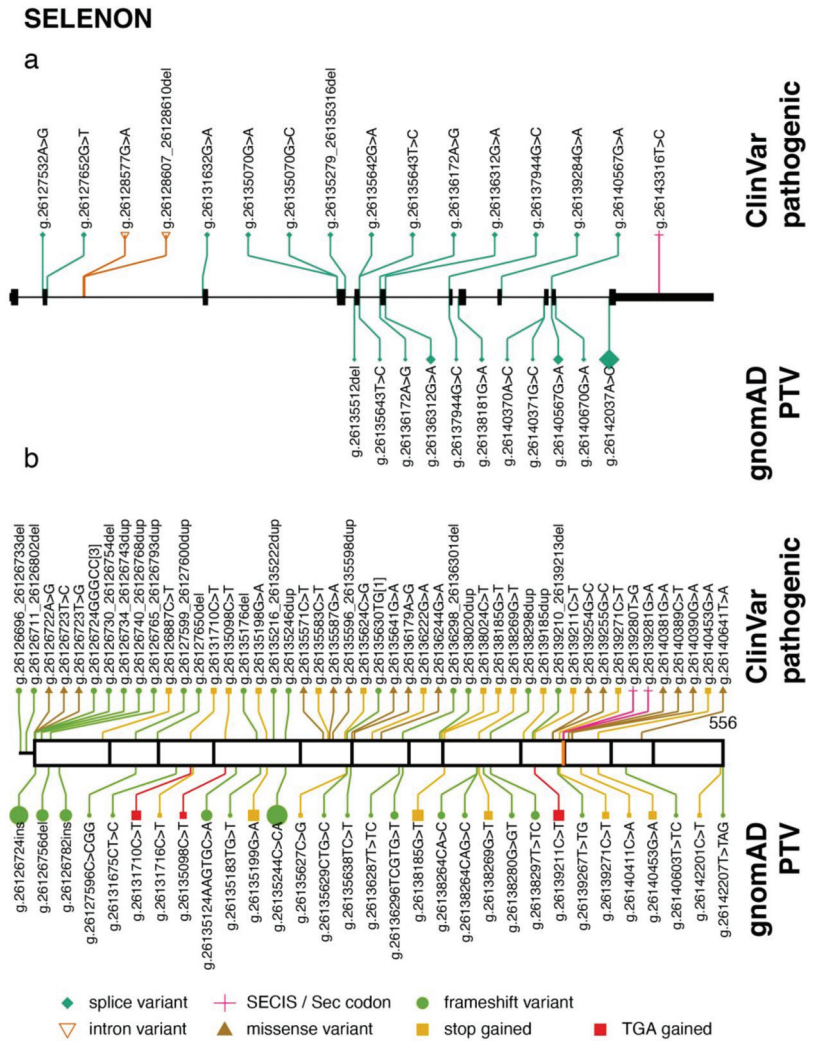 SELENON
a
g.26127532A>G
g.26127652G>T
g.26128577G>A
g.26128607_26128610del
g.26131632G>A
g.26135070G>A
g.26135070G>C
g.26135279_26135316del
g.26135642G>A
g.26135643T>C
g.26136172A>G
g.26136312G>A
g.26137944G>C
g.26139284G>A
g.26140567G>A
g.26143316T>C
ClinVar
pathogenic
g.26135512del
g.26135643T>C
g.26136172A>G
g.26136312G>A
g.26137944G>C
g.26138181G>A
g.26140370A>C
g.26140371G>C
g.26140567G>A
g.26140670G>A
g.26142037A>C
gnomAD
PTV
b
g.26126696_26126733del
g.26126711_26126802del
g.26126722A>G
g.26126723T>C
g.26126723T>G
g.26126724GGGCC[3]
g.26126730_26126754del
g.26126734_26126743dup
g.26126740_26126768dup
g.26126765_26126793dup
g.26126887C>T
g.26127599_26127600dup
g.26127650del
g.26131710C>T
g.26135098C>T
g.26135176del
g.26135198G>A
g.26135216_26135222dup
g.26135246dup
g.26135571C>T
g.26135583C>T
g.26135587G>A
g.26135596_26135598dup
g.26135624C>G
g.26135630TG[1]
g.26135641G>A
g.26136179A>G
g.26136222G>A
g.26136244G>A
g.26136298_26136301del
g.26138020dup
g.26138024C>T
g.26138185G>T
g.26138269G>T
g.26138298dup
g.26139185dup
g.26139210_26139213del
g.26139211C>T
g.26139254G>C
g.26139255G>C
g.26139271C>T
g.26139280T>G
g.26139281G>A
g.26140381G>A
g.26140389C>T
g.26140390G>A
g.26140453G>A
g.26140641T>A
ClinVar
pathogenic
556
g.26126724ins
g.26126756del
g.26126782ins
g.26127596C>CGG
g.26131675CT>C
g.26131710C>T
g.26131716C>T
g.26135098C>T
g.26135124AAGTGC>A
g.26135183TG>T
g.26135199G>A
g.26135244C>CA
g.26135627C>G
g.26135629CTG>C
g.26135638TC>T
g.26136287T>TC
g.26136296TCGTG>T
g.26138185G>T
g.26138264CA>C
g.26138264CAG>C
g.26138269G>T
g.26138280G>GT
g.26138297T>TC
g.26139211C>T
g.26139267T>TG
g.26139271C>T
g.26140411C>A
g.26140453G>A
g.26140603T>TC
g.26142201C>T
g.26142207T>TAG
gnomAD
PTV
splice variant
SECIS / Sec codon
frameshift variant
intron variant
missense variant
stop gained
TGA gained